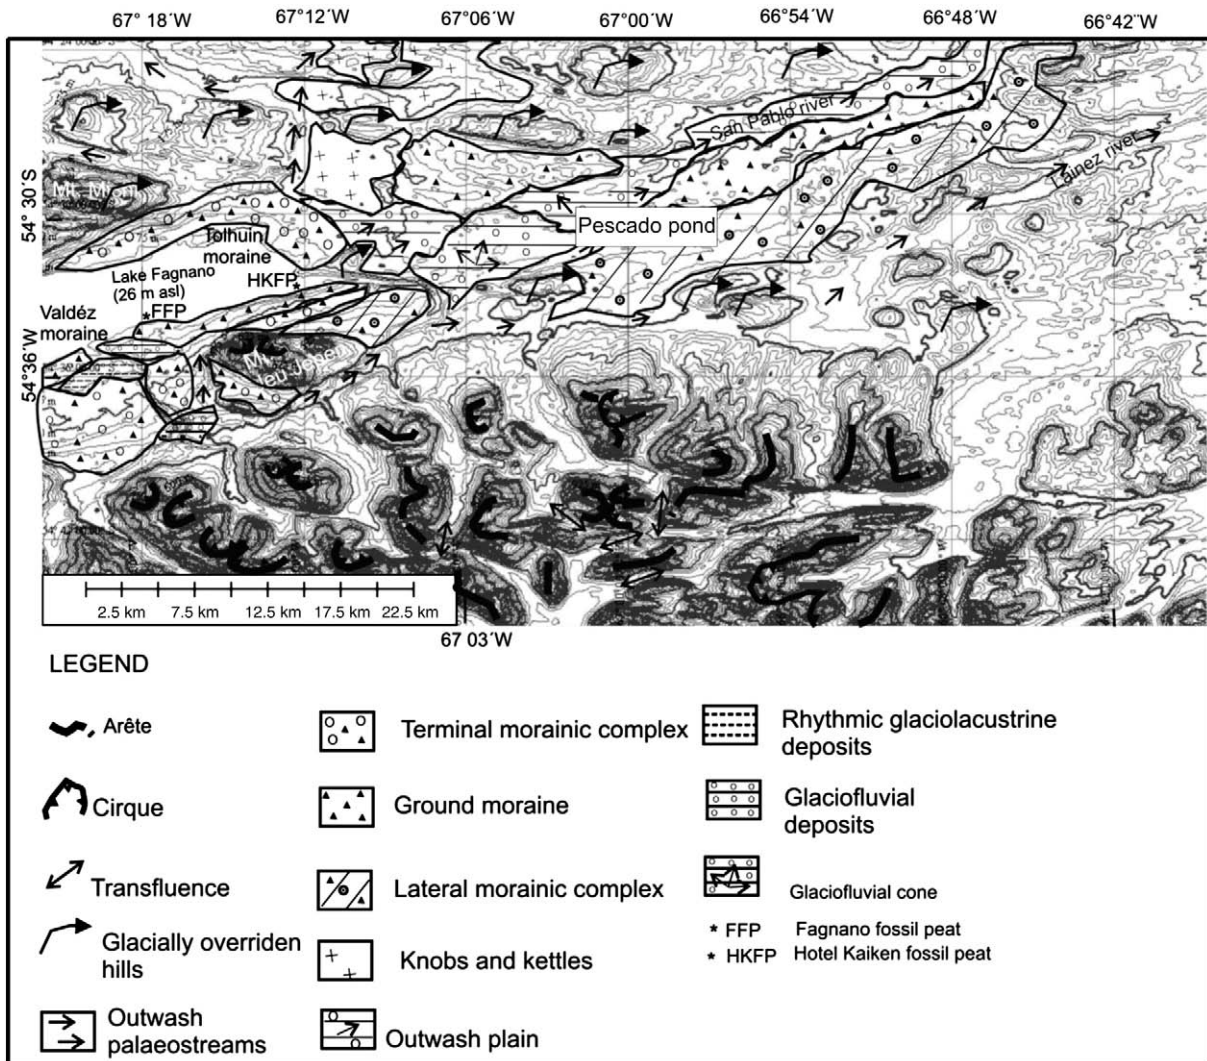 67° 18´W 67°12´W 67°06´W 67°00´W 66°54´W 66°48´W 66°42´W
San Pablo river
Lainez river
54° 30´S
Pescado pond
Tolhuin
moraine
Lake Fagnano
(26 m asl)
HKFP
*FFP
Valdéz
moraine
54°36´W
2.5 km 7.5 km 12.5 km 17.5 km 22.5 km
67 03´W
LEGEND
Arête
Cirque
Transfluence
Glacially overriden
hills
Outwash
palaeostreams
Terminal morainic complex
Ground moraine
Lateral morainic complex
Knobs and kettles
Outwash plain
Rhythmic glaciolacustrine
deposits
Glaciofluvial
deposits
Glaciofluvial cone
* FFP Fagnano fossil peat
* HKFP Hotel Kaiken fossil peat